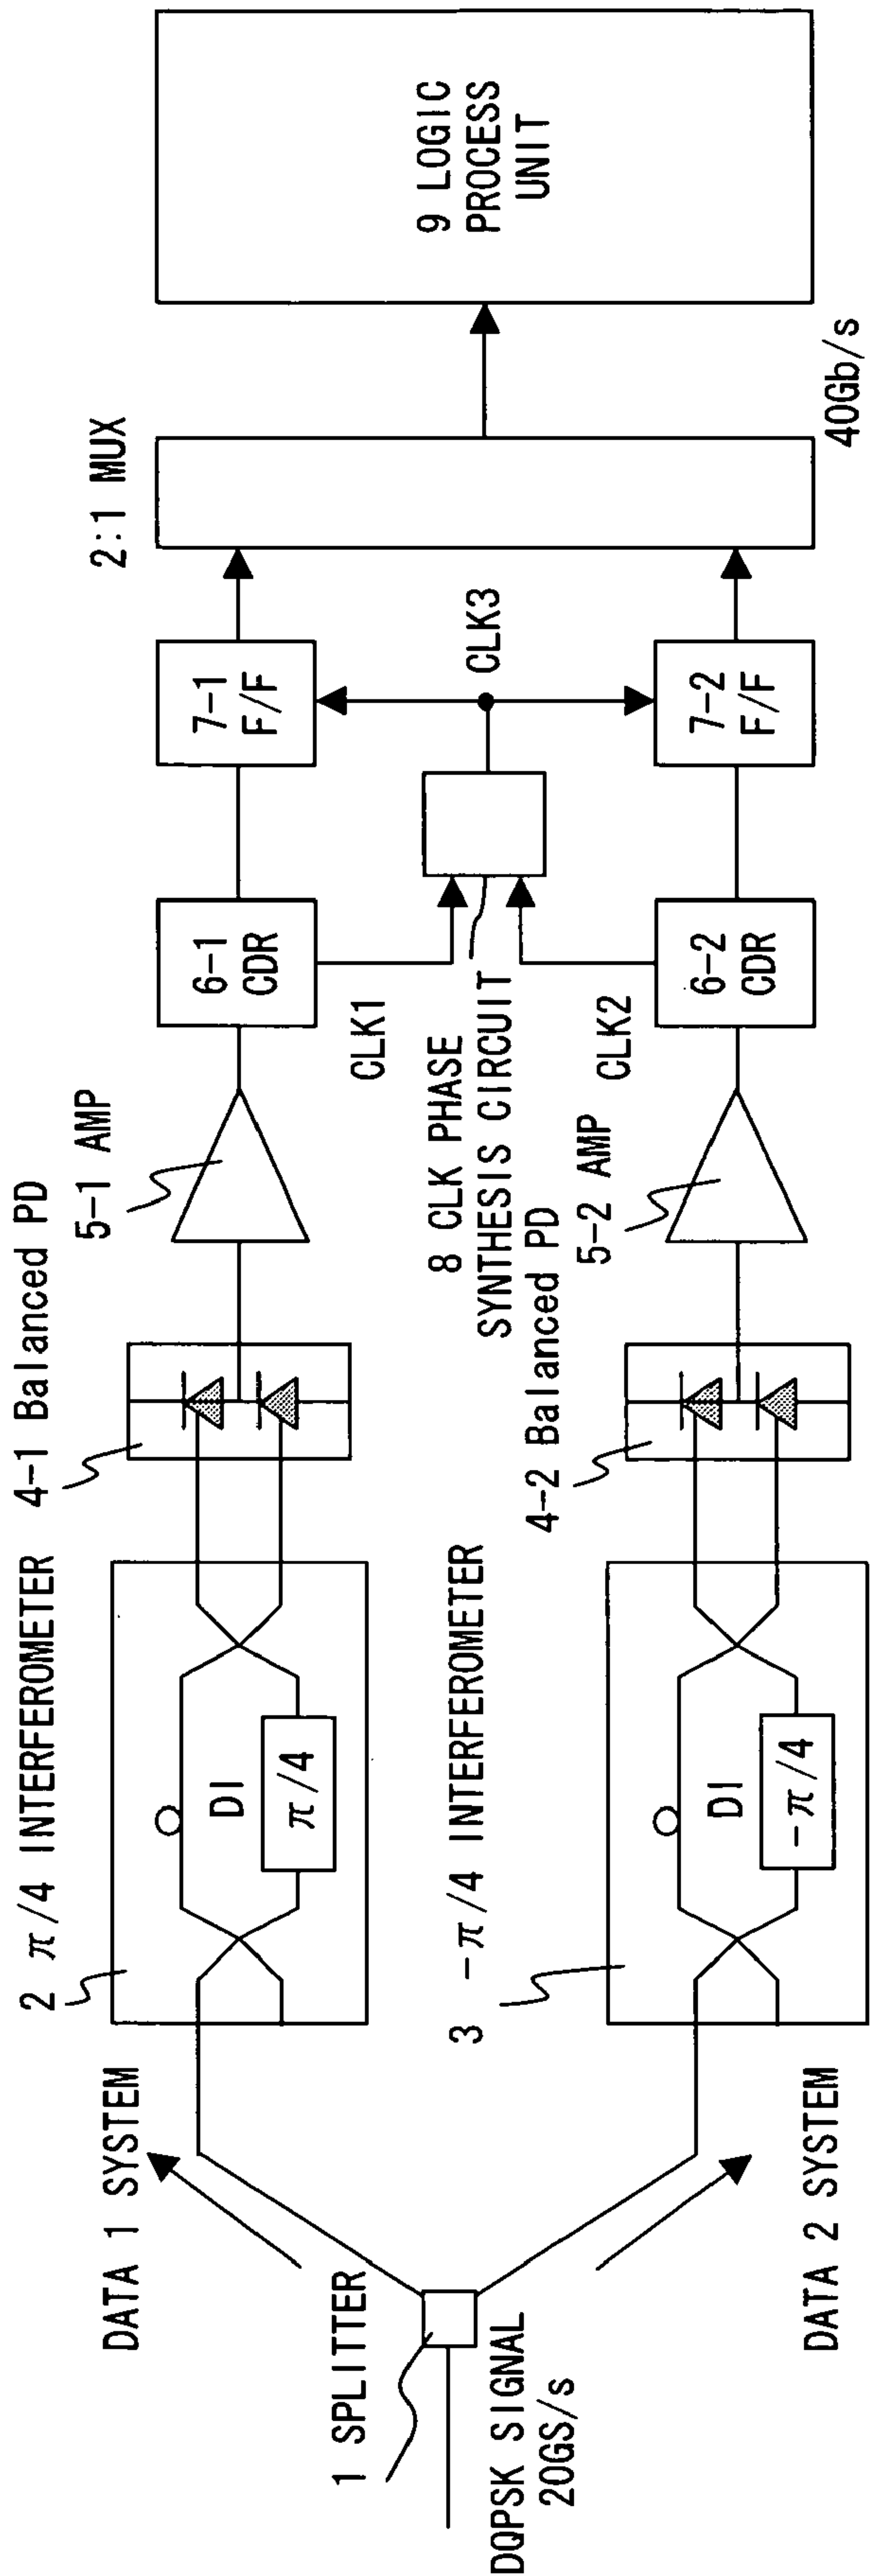 1 SPLITTER
DQPSK SIGNAL
20GS/s
DATA 1 SYSTEM
DATA 2 SYSTEM
2 π/4 INTERFEROMETER
DI
π/4
3 -π/4 INTERFEROMETER
DI
-π/4
4-1 Balanced PD
4-2 Balanced PD
5-1 AMP
5-2 AMP
6-1
CDR
6-2
CDR
CLK1
CLK2
8 CLK PHASE
SYNTHESIS CIRCUIT
7-1
F/F
7-2
F/F
CLK3
2:1 MUX
40Gb/s
9 LOGIC
PROCESS
UNIT